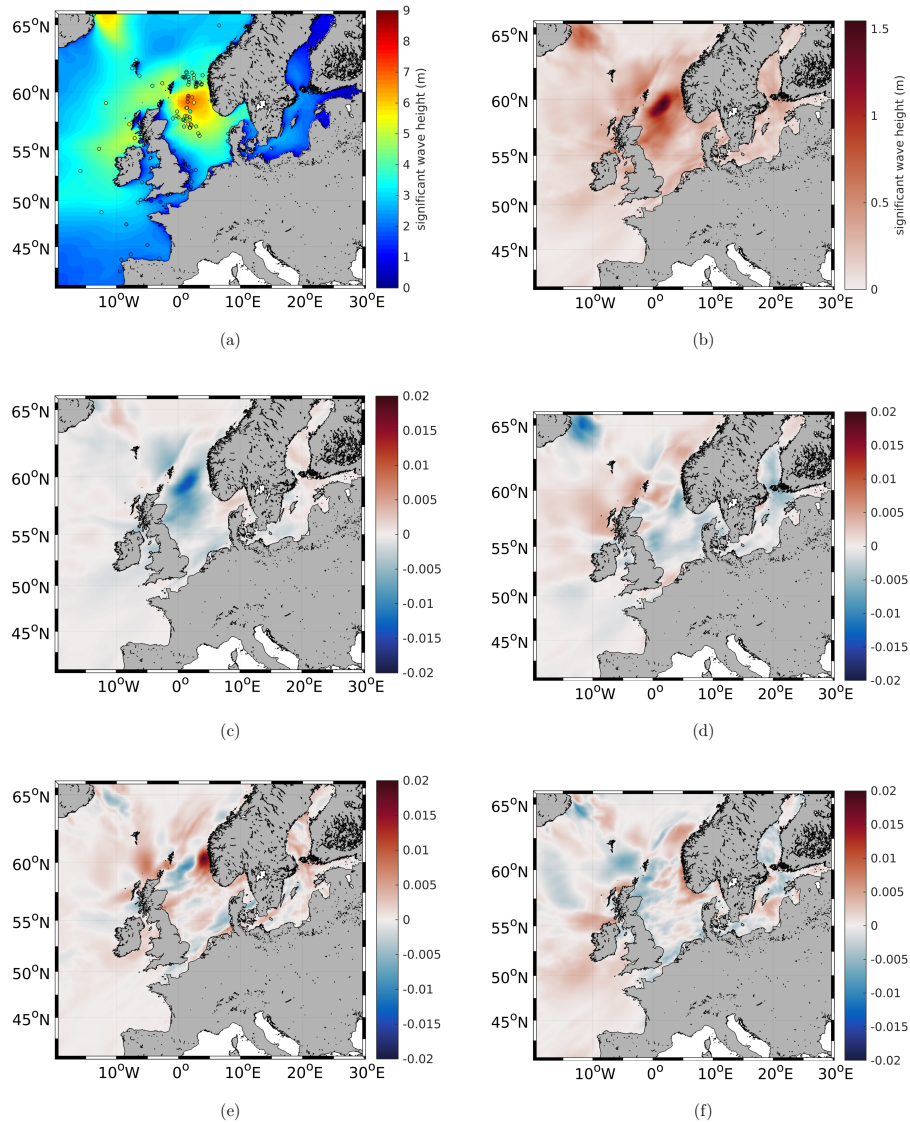 65°N
60°N
55°N
50°N
45°N
10°W 0° 10°E 20°E 30°E
9
8
7
6
5
4
3
2
1
0
significant wave height (m)
(a)
65°N
60°N
55°N
50°N
45°N
10°W 0° 10°E 20°E 30°E
1.5
1
0.5
0
significant wave height (m)
(b)
65°N
60°N
55°N
50°N
45°N
10°W 0° 10°E 20°E 30°E
0.02
0.015
0.01
0.005
0
-0.005
-0.01
-0.015
-0.02
(c)
65°N
60°N
55°N
50°N
45°N
10°W 0° 10°E 20°E 30°E
0.02
0.015
0.01
0.005
0
-0.005
-0.01
-0.015
-0.02
(d)
65°N
60°N
55°N
50°N
45°N
10°W 0° 10°E 20°E 30°E
0.02
0.015
0.01
0.005
0
-0.005
-0.01
-0.015
-0.02
(e)
65°N
60°N
55°N
50°N
45°N
10°W 0° 10°E 20°E 30°E
0.02
0.015
0.01
0.005
0
-0.005
-0.01
-0.015
-0.02
(f)